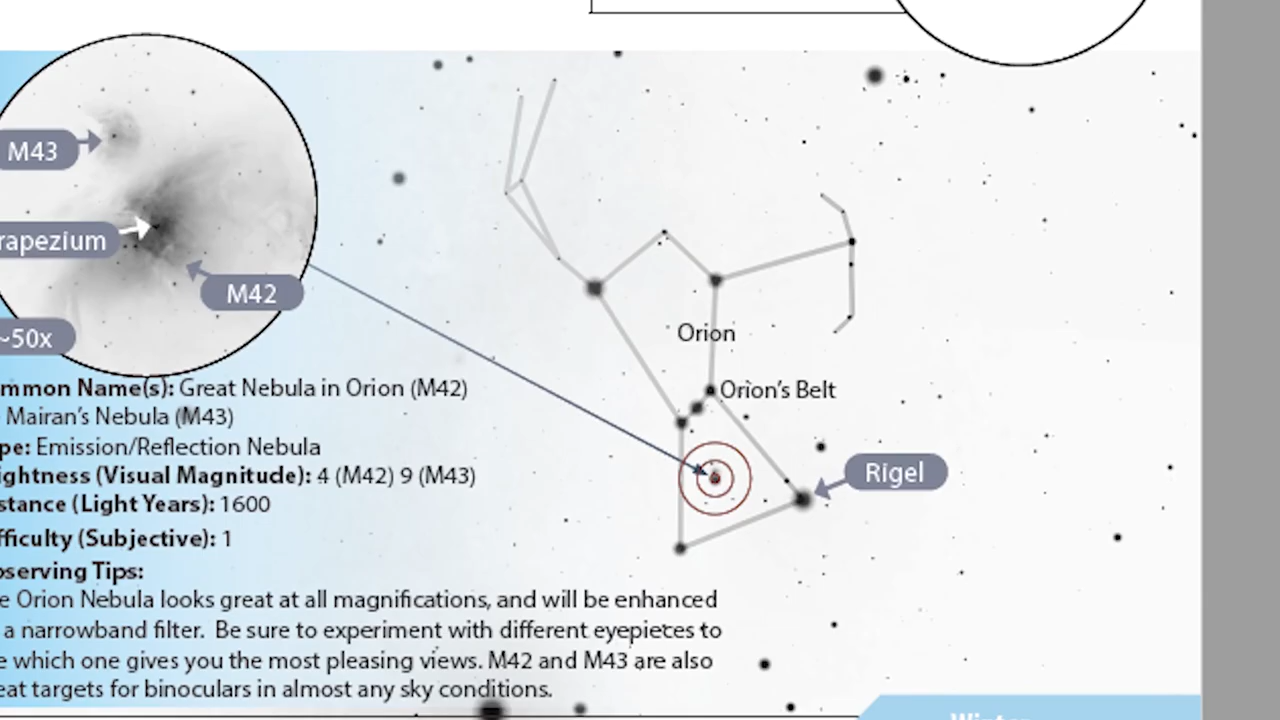 M43
rapezium
M42
~50x
Orion
Orion's Belt
Rigel
mmon Name(s): Great Nebula in Orion (M42)
Mairan's Nebula (M43)
pe: Emission/Reflection Nebula
ightness (Visual Magnitude): 4 (M42) 9 (M43)
stance (Light Years): 1600
fficulty (Subjective): 1
serving Tips:
e Orion Nebula looks great at all magnifications, and will be enhanced
a narrowband filter. Be sure to experiment with different eyepieces to
e which one gives you the most pleasing views. M42 and M43 are also
eat targets for binoculars in almost any sky conditions.
Winter